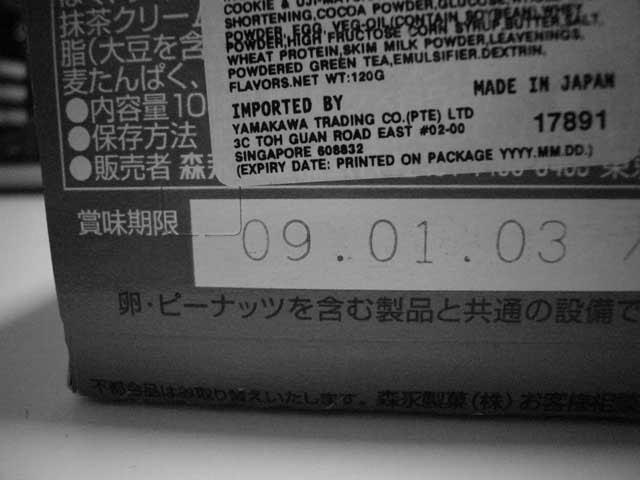 抹茶クリーム
脂(大豆を含
麦たんぱく、
●内容量10
●保存方法
●販売者 森永
COOKIE & UJI-MAT
SHORTENING,COCOA POWDER,GLUCOSE,
POWDER, EGG, VEG.OIL(CONTAIN SOYBEAN),WHEY
POWDER,HIGH FRUCTOSE CORN SYRUP,BUTTER,SALT,
WHEAT PROTEIN,SKIM MILK POWDER,LEAVENINGS,
POWDERED GREEN TEA,EMULSIFIER,DEXTRIN,
FLAVORS.NET WT:120G
MADE IN JAPAN
IMPORTED BY
YAMAKAWA TRADING CO.(PTE) LTD
3C TOH GUAN ROAD EAST #02-00
17891
SINGAPORE 608832
(EXPIRY DATE: PRINTED ON PACKAGE YYYY.MM.DD.)
賞味期限
09.01.03 /
卵・ピーナッツを含む製品と共通の設備で
不都合品はお取り替えいたします。 森永製菓(株)お客様相談